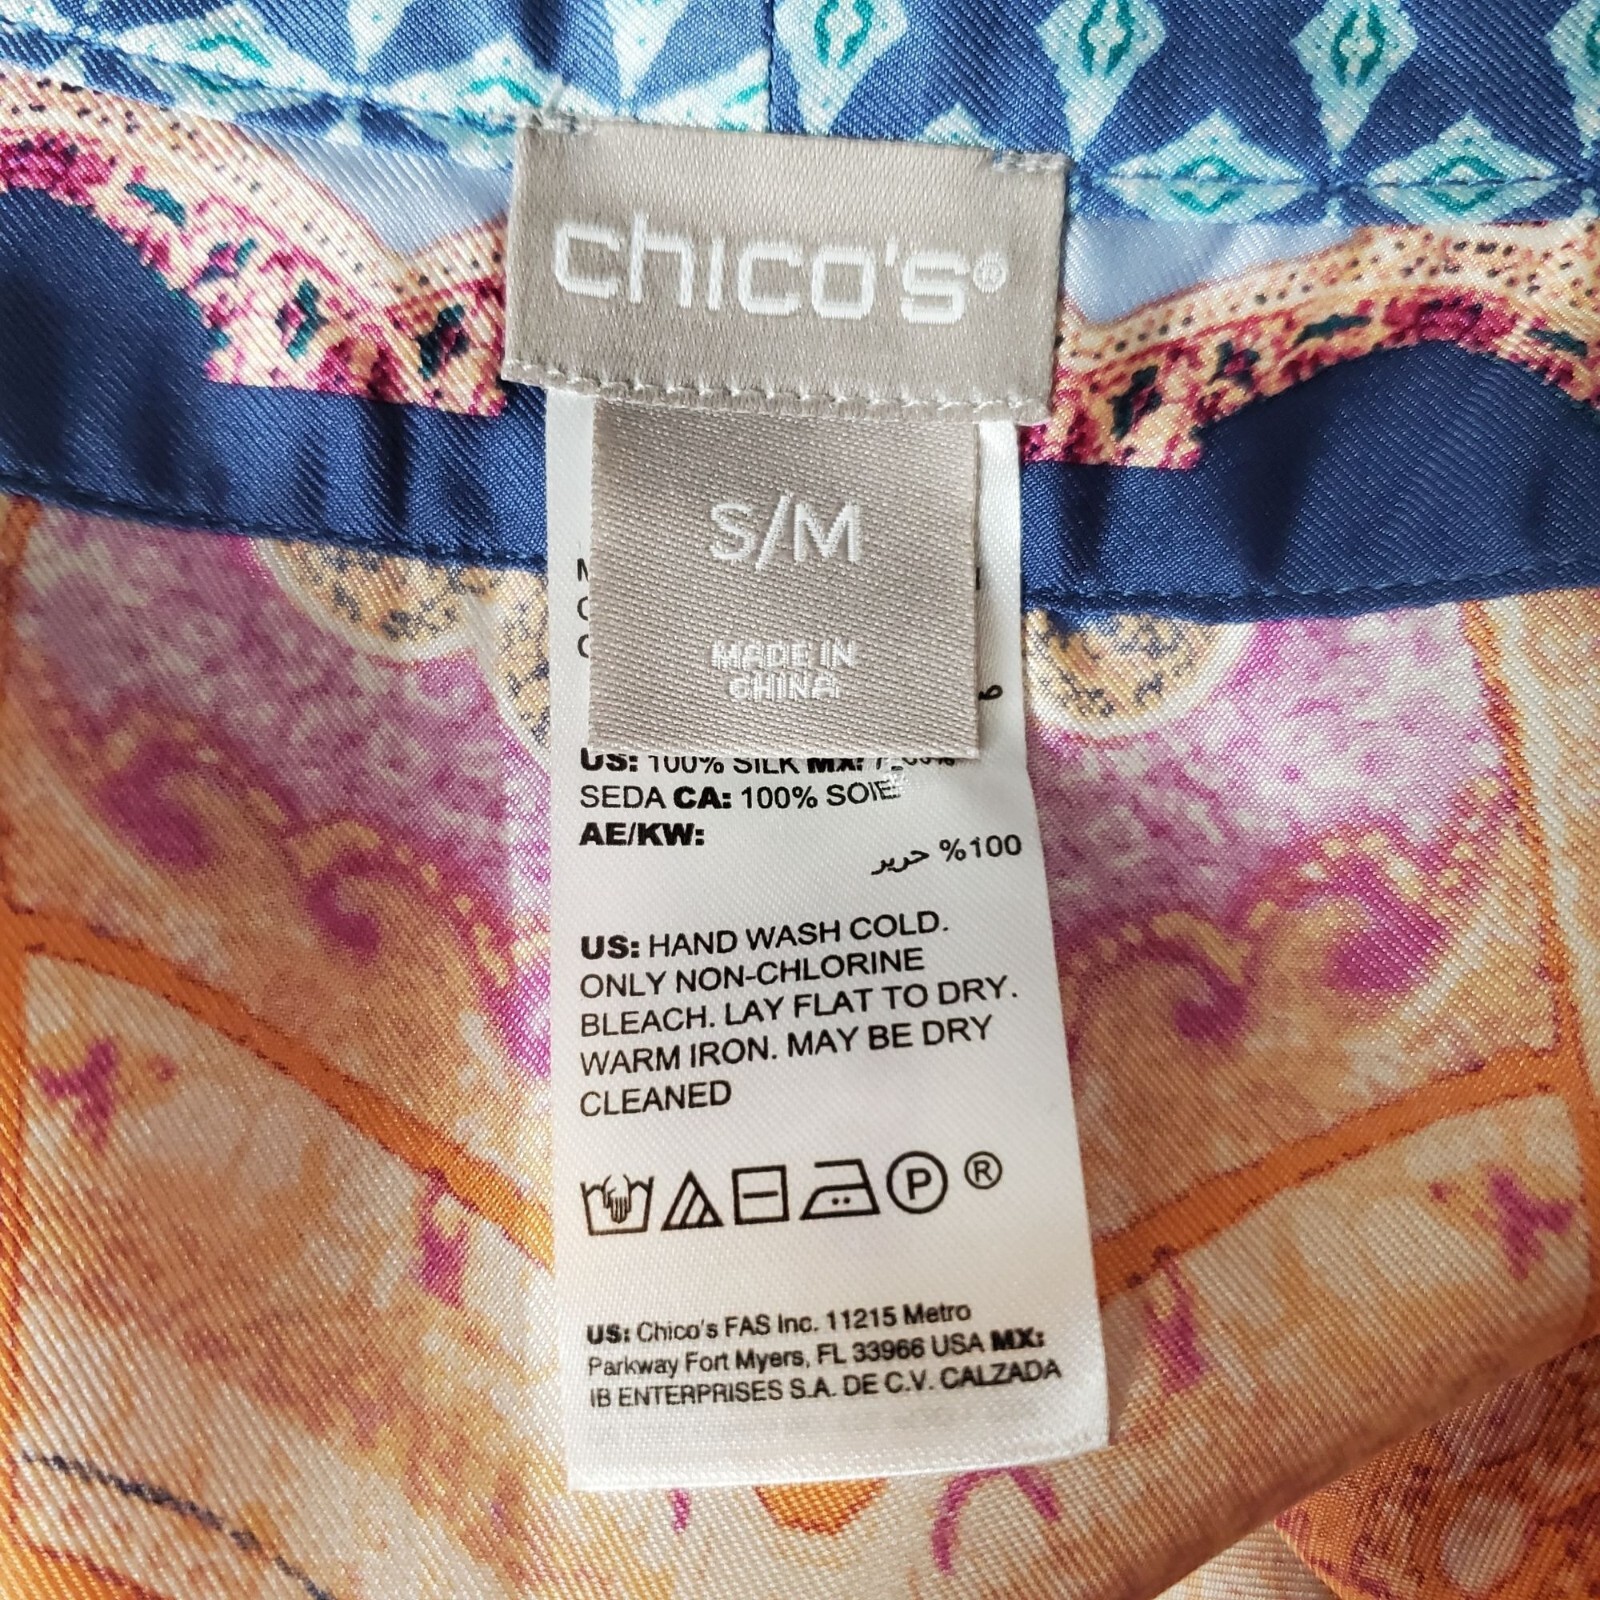 chico's®
S/M
MADE IN
CHINA
US: 100% SILK MX:
SEDA CA: 100% SOIE
AE/KW:
100% حرير
US: HAND WASH COLD.
ONLY NON-CHLORINE
BLEACH. LAY FLAT TO DRY.
WARM IRON. MAY BE DRY
CLEANED
P ®
US: Chico's FAS Inc. 11215 Metro
Parkway Fort Myers, FL 33966 USA MX:
IB ENTERPRISES S.A. DE C.V. CALZADA